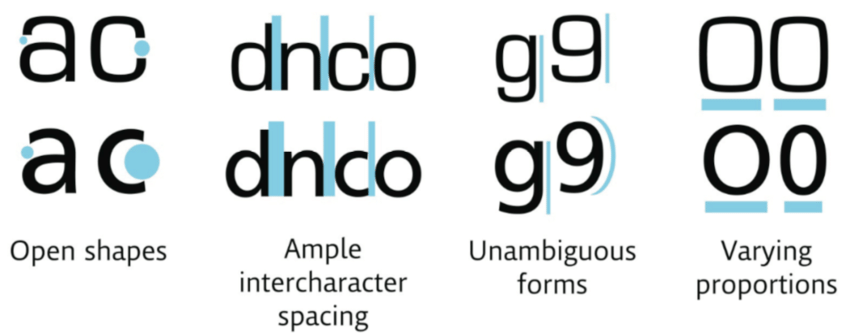 ac dnco g9 OO
ac dnco g9 O0
Open shapes
Ample
intercharacter
spacing
Unambiguous
forms
Varying
proportions